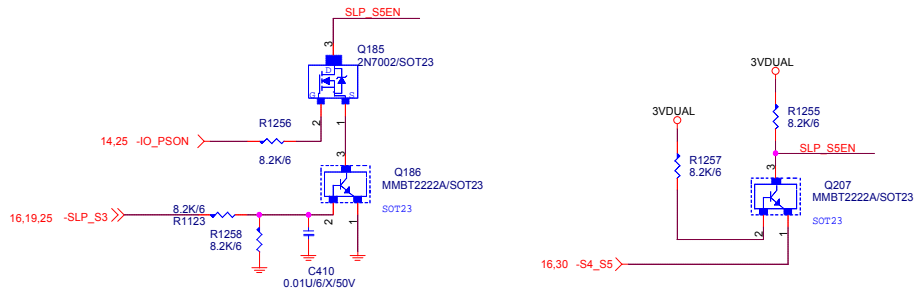 SLP_S5EN
3
Q185
2N7002/SOT23
D
G
S
2
1
R1256
8.2K/6
14,25 -IO_PSON
3
Q186
MMBT2222A/SOT23
SOT23
2
1
16,19,25 -SLP_S3
8.2K/6
R1123
R1258
8.2K/6
C410
0.01U/6/X/50V
3VDUAL
3VDUAL
R1255
8.2K/6
R1257
8.2K/6
SLP_S5EN
3
Q207
MMBT2222A/SOT23
SOT23
2
1
16,30 -S4_S5